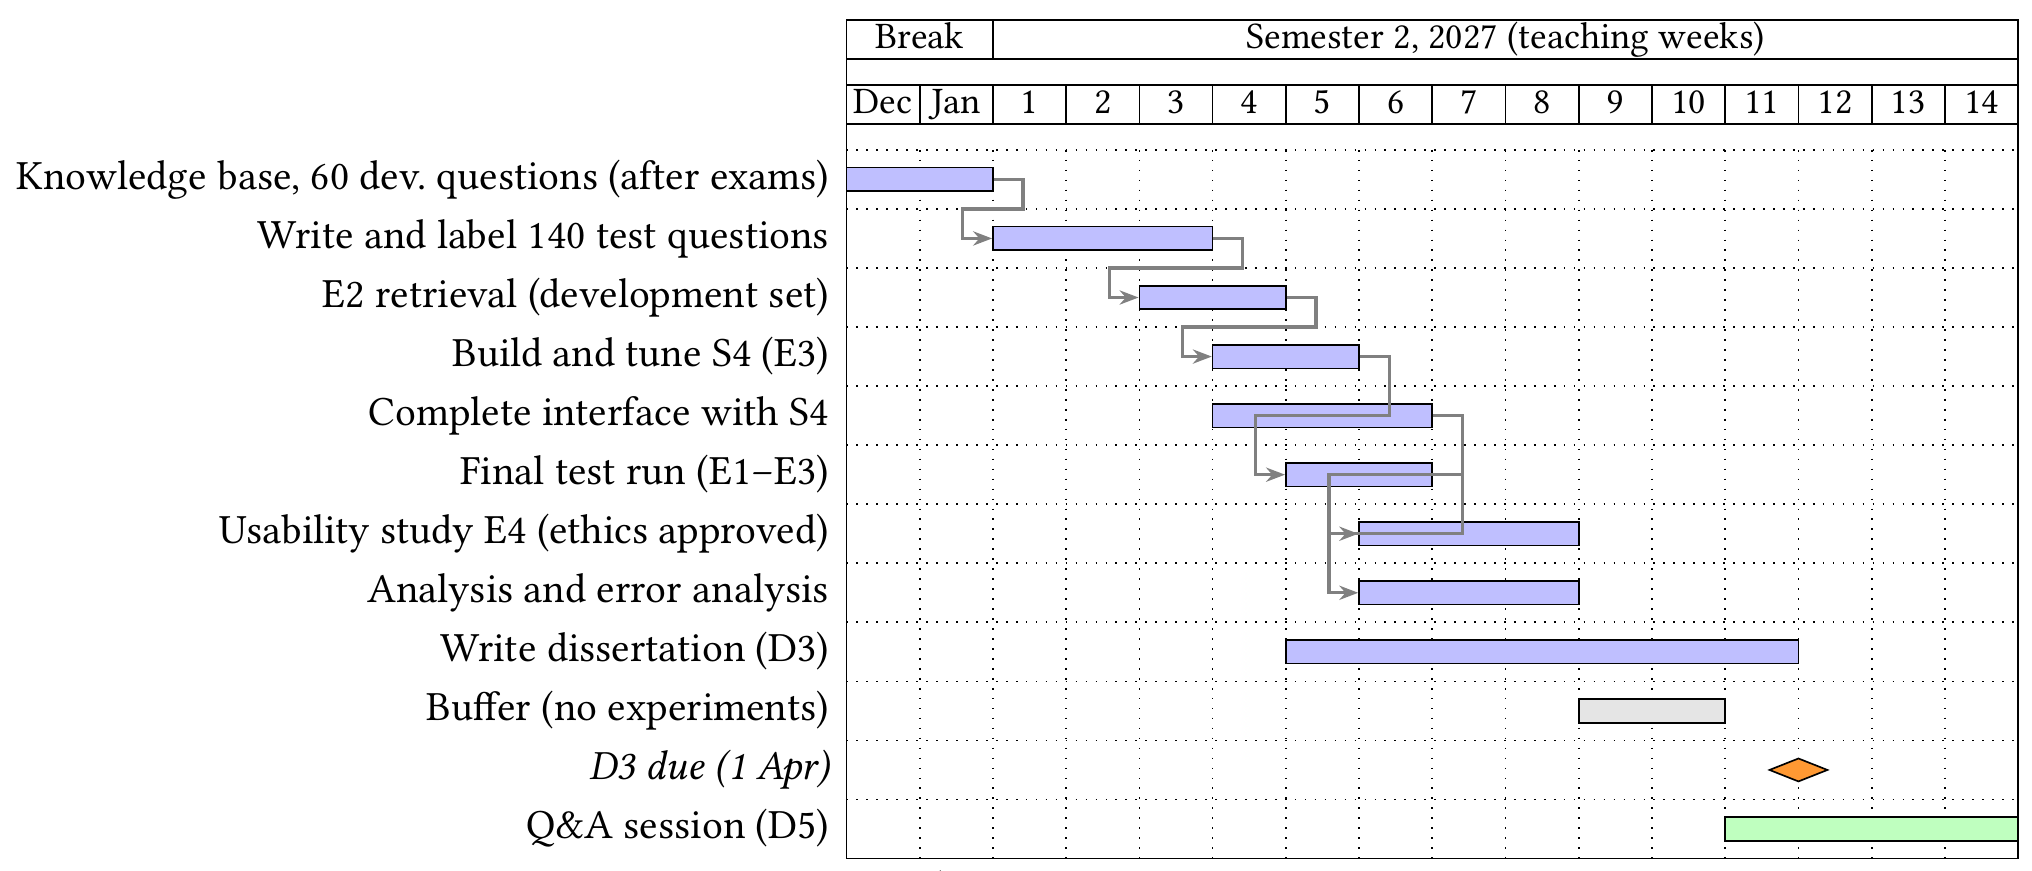 Break Semester 2, 2027 (teaching weeks)
Dec Jan 1 2 3 4 5 6 7 8 9 10 11 12 13 14
Knowledge base, 60 dev. questions (after exams)
Write and label 140 test questions
E2 retrieval (development set)
Build and tune S4 (E3)
Complete interface with S4
Final test run (E1–E3)
Usability study E4 (ethics approved)
Analysis and error analysis
Write dissertation (D3)
Buffer (no experiments)
D3 due (1 Apr)
Q&A session (D5)